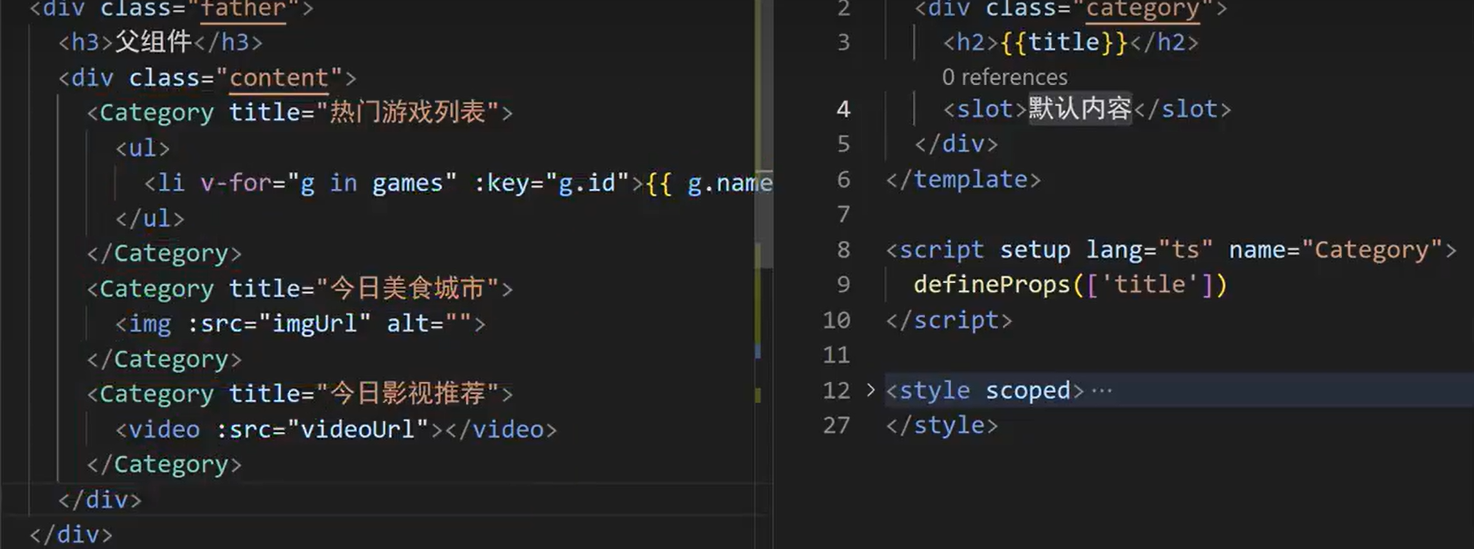 <div class="father">
<h3>父组件</h3>
<div class="content">
<Category title="热门游戏列表">
<ul>
<li v-for="g in games" :key="g.id">{{ g.name
</ul>
</Category>
<Category title="今日美食城市">
<img :src="imgUrl" alt="">
</Category>
<Category title="今日影视推荐">
<video :src="videoUrl"></video>
</Category>
</div>
</div>
2 <div class="category">
3 <h2>{{title}}</h2>
0 references
4 <slot>默认内容</slot>
5 </div>
6 </template>
7
8 <script setup lang="ts" name="Category">
9 defineProps(['title'])
10 </script>
11
12 <style scoped>···
27 </style>